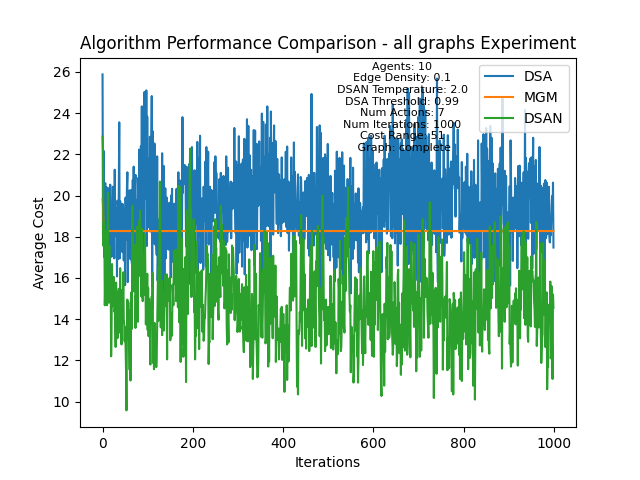 Algorithm Performance Comparison - all graphs Experiment
Agents: 10
Edge Density: 0.1
DSAN Temperature: 2.0
DSA Threshold: 0.99
Num Actions: 7
Num Iterations: 1000
Cost Range: 51
Graph: complete
DSA
MGM
DSAN
26
24
22
20
18
16
14
12
10
Average Cost
0
200
400
600
800
1000
Iterations